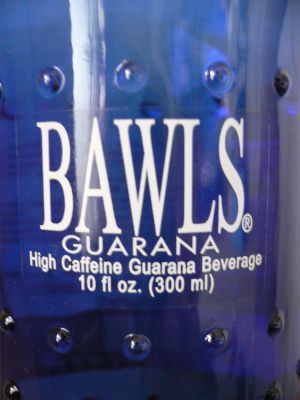 BAWLS®
GUARANA
High Caffeine Guarana Beverage
10 fl oz. (300 ml)